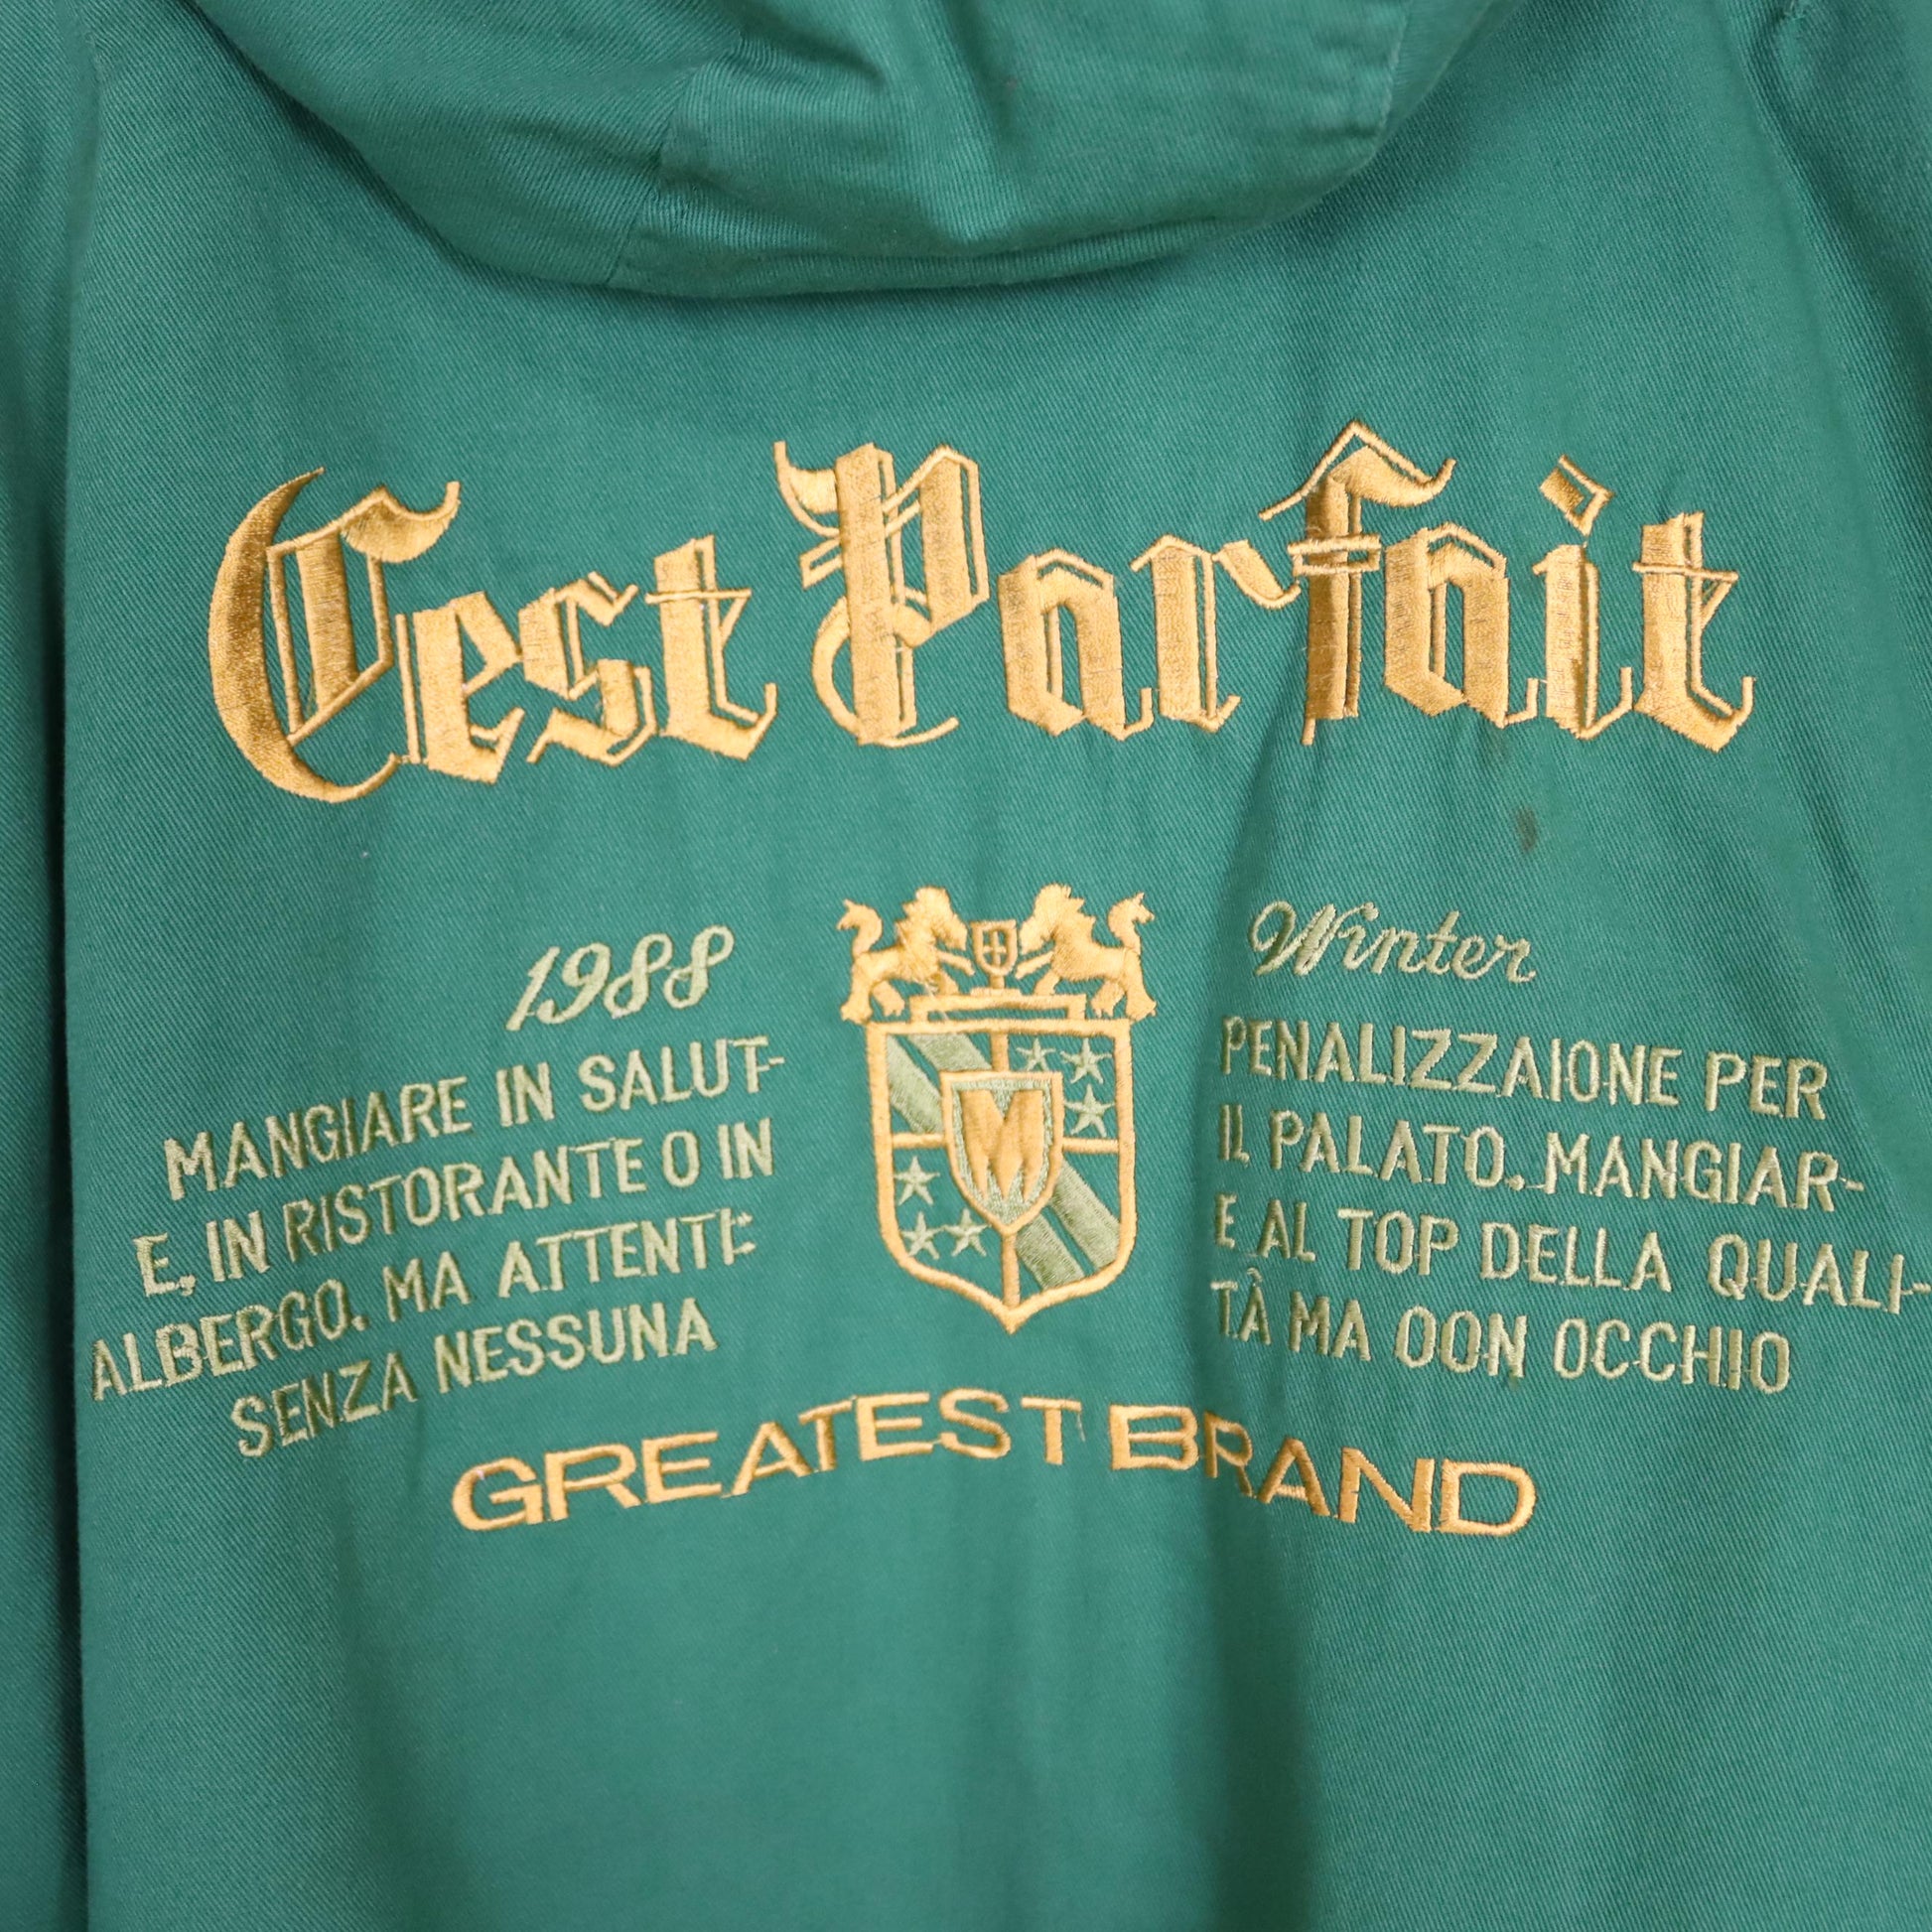 Cest Parfait
1988
MANGIARE IN SALUT-
E, IN RISTORANTE O IN
ALBERGO. MA ATTENTI:
SENZA NESSUNA
M
Winter
PENALIZZAIONE PER
IL PALATO. MANGIAR-
E AL TOP DELLA QUALI-
TÀ MA OON OCCHIO
GREATEST BRAND